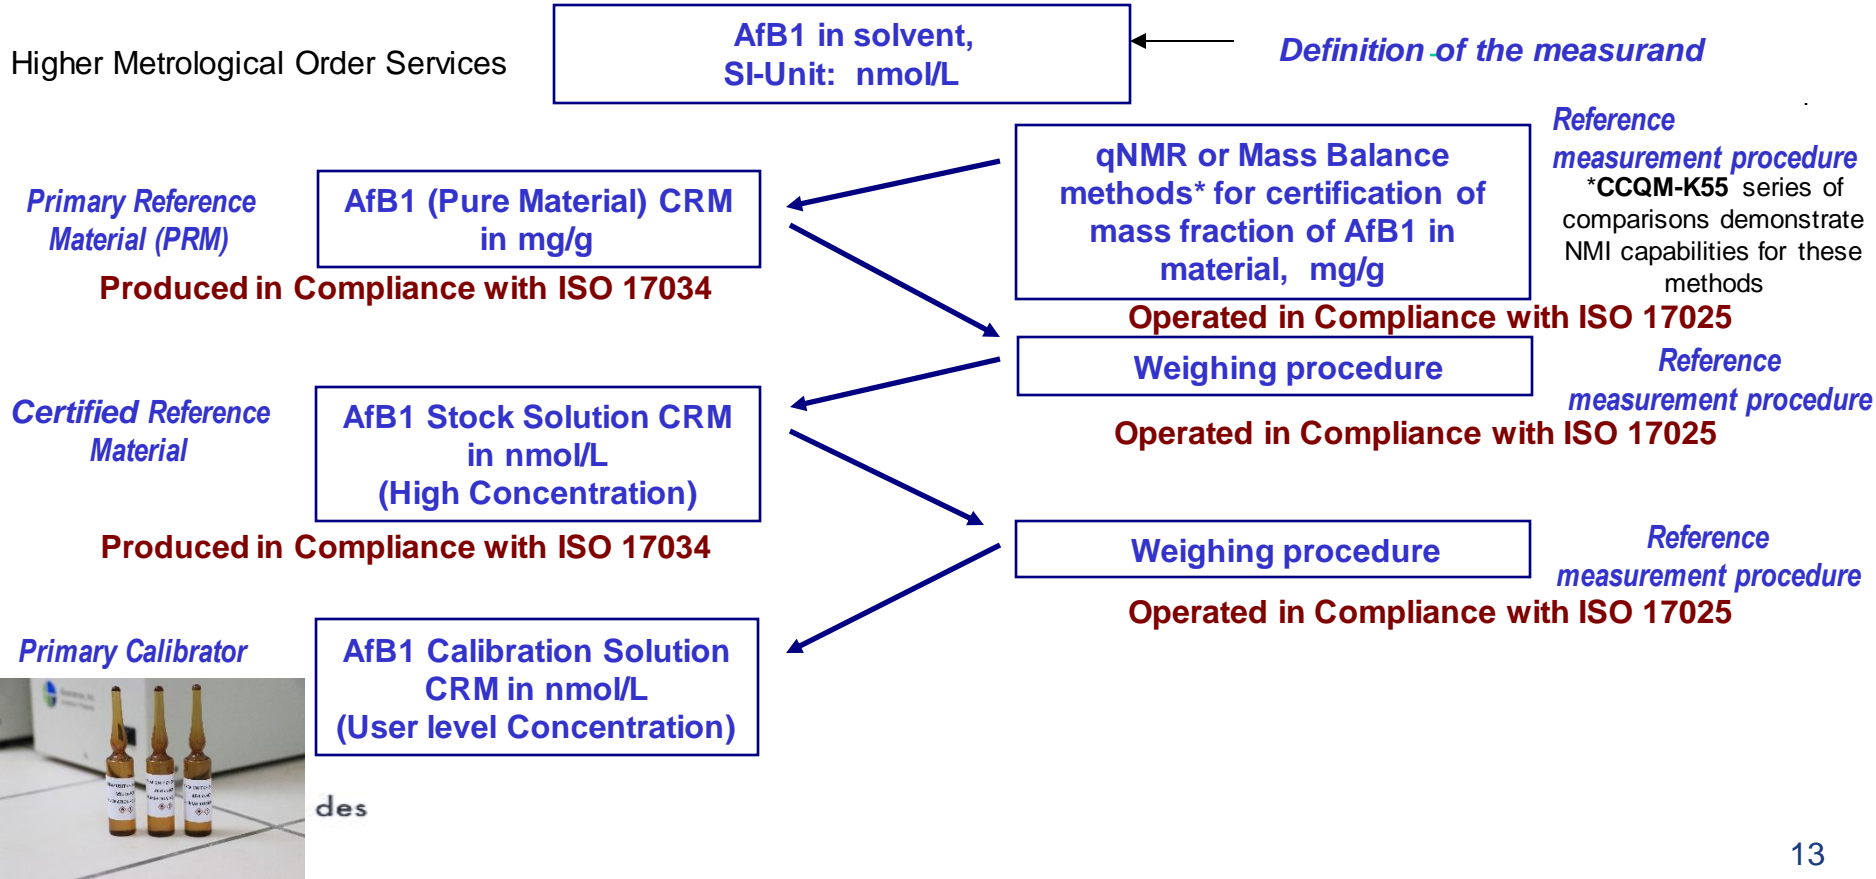 Higher Metrological Order Services
AfB1 in solvent,
SI-Unit: nmol/L
Definition of the measurand
Reference
measurement procedure
*CCQM-K55 series of
comparisons demonstrate
NMI capabilities for these
methods
qNMR or Mass Balance
methods* for certification of
mass fraction of AfB1 in
material, mg/g
Operated in Compliance with ISO 17025
Primary Reference
Material (PRM)
AfB1 (Pure Material) CRM
in mg/g
Produced in Compliance with ISO 17034
Weighing procedure
Reference
measurement procedure
Operated in Compliance with ISO 17025
Certified Reference
Material
AfB1 Stock Solution CRM
in nmol/L
(High Concentration)
Produced in Compliance with ISO 17034
Weighing procedure
Reference
measurement procedure
Operated in Compliance with ISO 17025
Primary Calibrator
AfB1 Calibration Solution
CRM in nmol/L
(User level Concentration)
des
13